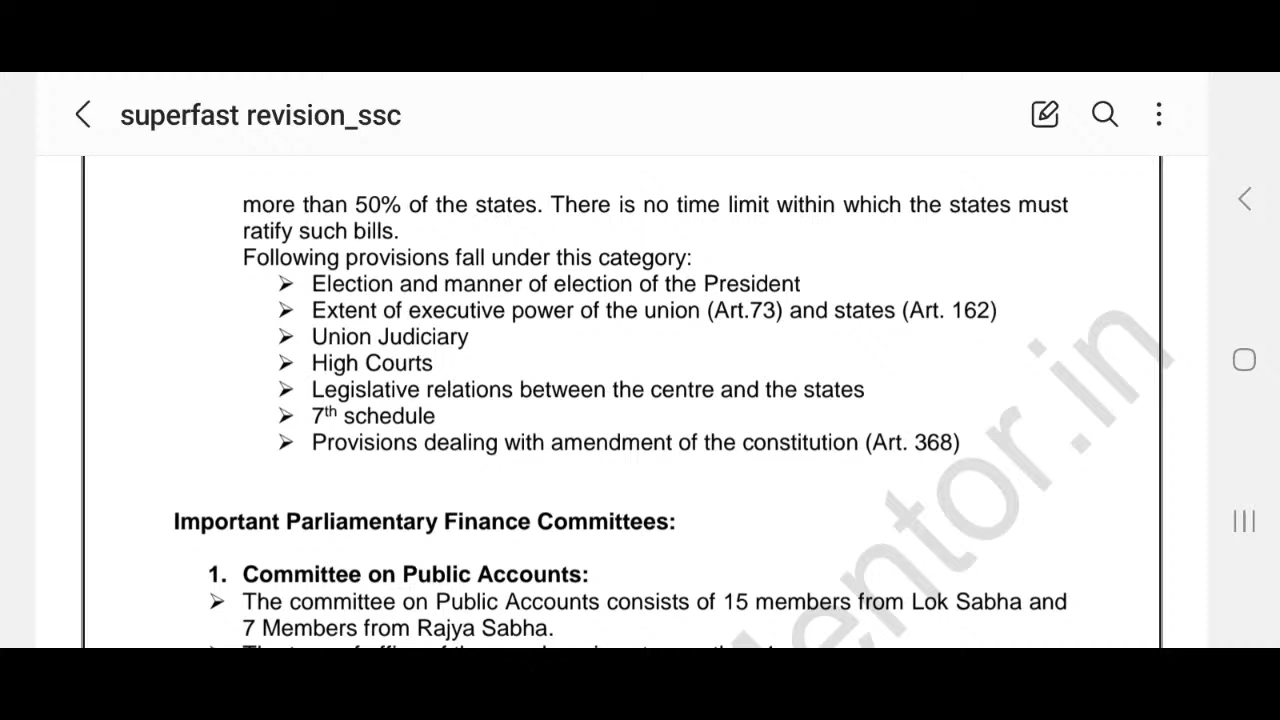 superfast revision_ssc
more than 50% of the states. There is no time limit within which the states must
ratify such bills.
Following provisions fall under this category:
➢ Election and manner of election of the President
➢ Extent of executive power of the union (Art.73) and states (Art. 162)
➢ Union Judiciary
➢ High Courts
➢ Legislative relations between the centre and the states
➢ 7th schedule
➢ Provisions dealing with amendment of the constitution (Art. 368)
Important Parliamentary Finance Committees:
1. Committee on Public Accounts:
➢ The committee on Public Accounts consists of 15 members from Lok Sabha and
7 Members from Rajya Sabha.
entor.in